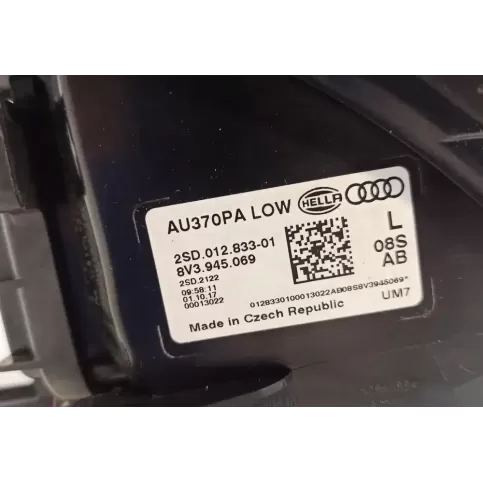 AU370PA LOW HELLA
2SD.012.833-01
8V3.945.069
2SD.2122
09:58:11
01.10.17
00013022
L
08S
AB
0128330100013022AB08S8V3945069*
UM7
Made in Czech Republic